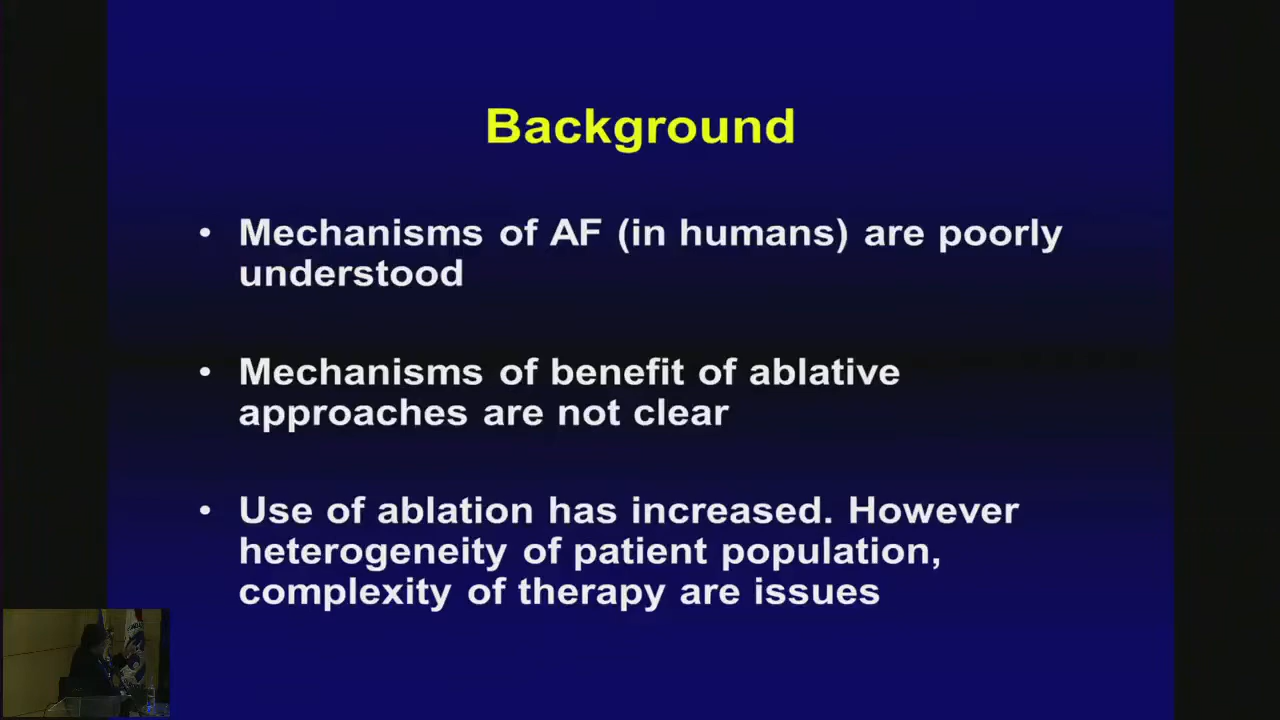 Background
• Mechanisms of AF (in humans) are poorly
understood
• Mechanisms of benefit of ablative
approaches are not clear
• Use of ablation has increased. However
heterogeneity of patient population,
complexity of therapy are issues